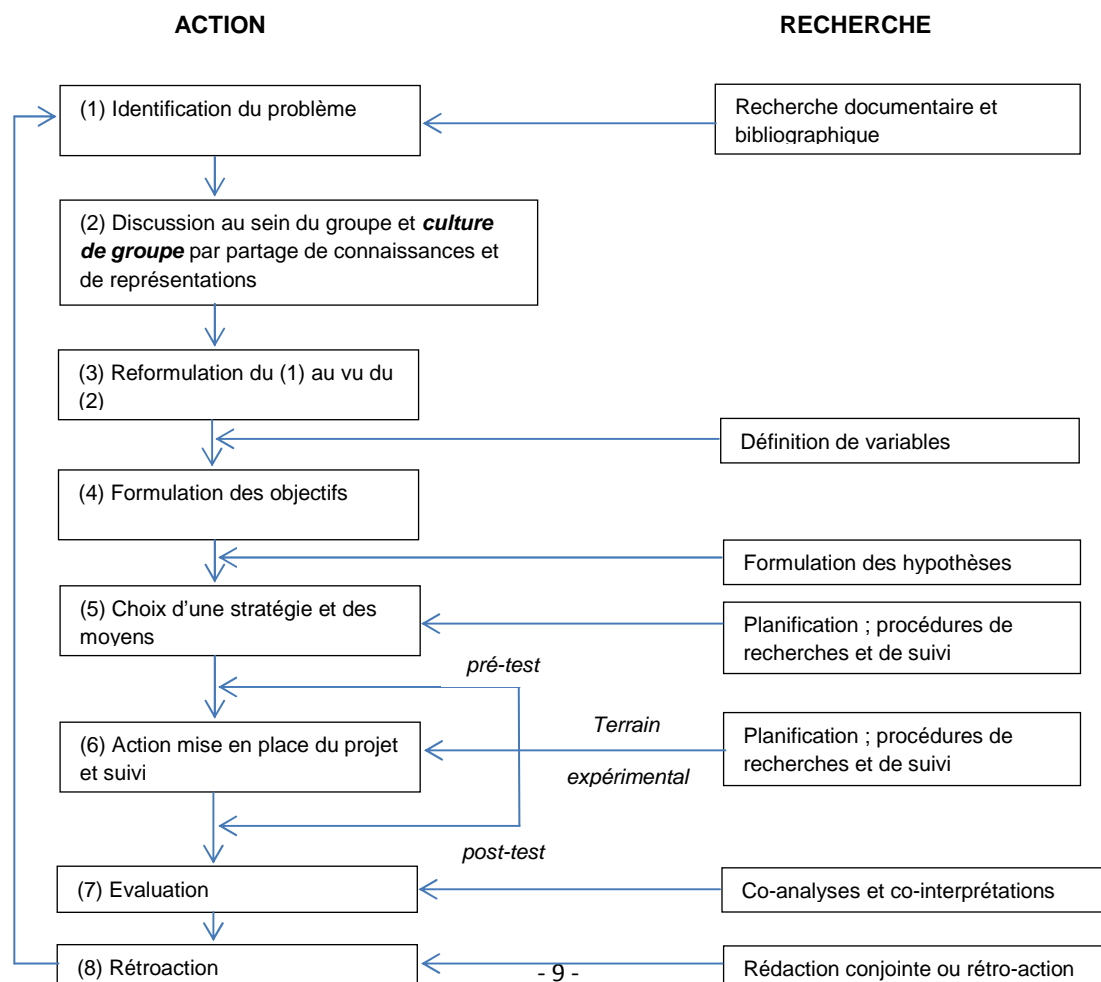 ACTION
RECHERCHE
(1) Identification du problème
Recherche documentaire et
bibliographique
(2) Discussion au sein du groupe et culture
de groupe par partage de connaissances et
de représentations
(3) Reformulation du (1) au vu du
(2)
Définition de variables
(4) Formulation des objectifs
Formulation des hypothèses
(5) Choix d’une stratégie et des
moyens
Planification ; procédures de
recherches et de suivi
pré-test
(6) Action mise en place du projet
et suivi
Terrain
expérimental
Planification ; procédures de
recherches et de suivi
post-test
(7) Evaluation
Co-analyses et co-interprétations
(8) Rétroaction
- 9 -
Rédaction conjointe ou rétro-action